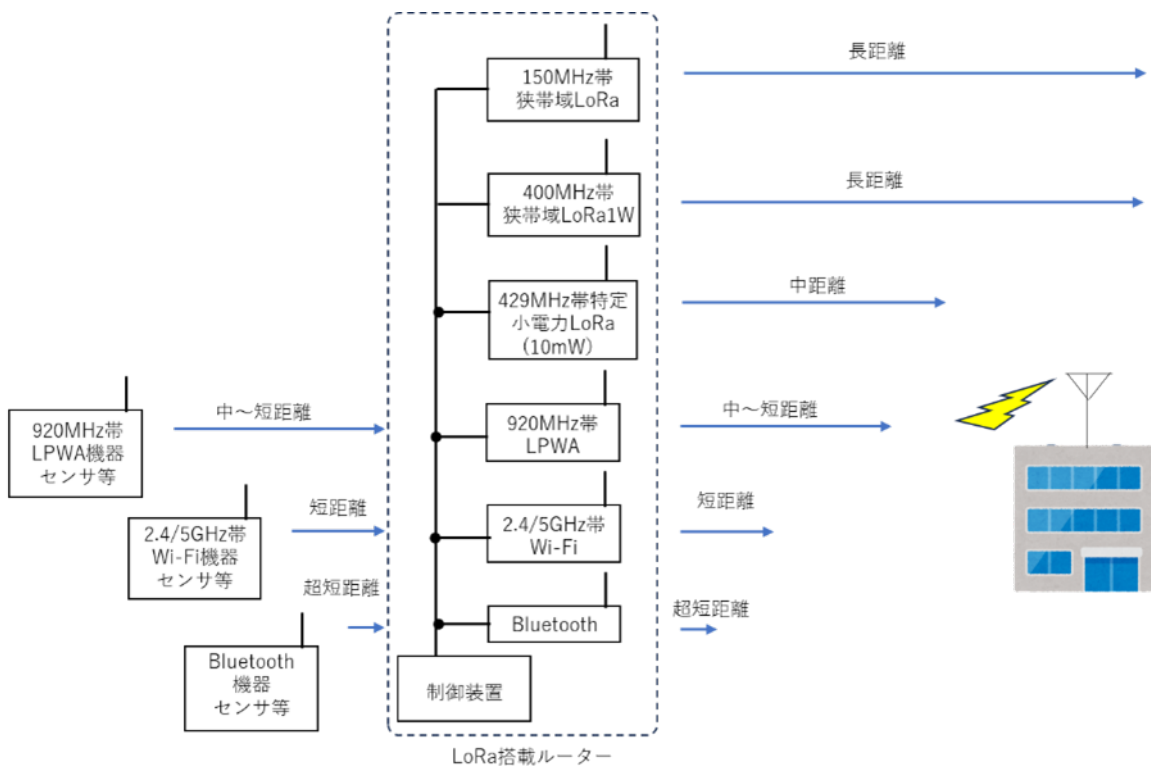 150MHz帯
狭帯域LoRa
長距離
400MHz帯
狭帯域LoRa1W
長距離
429MHz帯特定
小電力LoRa
(10mW）
中距離
920MHz帯
LPWA機器
センサ等
中～短距離
920MHz帯
LPWA
中～短距離
2.4/5GHz帯
Wi-Fi機器
センサ等
短距離
2.4/5GHz帯
Wi-Fi
短距離
Bluetooth
機器
センサ等
超短距離
Bluetooth
超短距離
制御装置
LoRa搭載ルーター